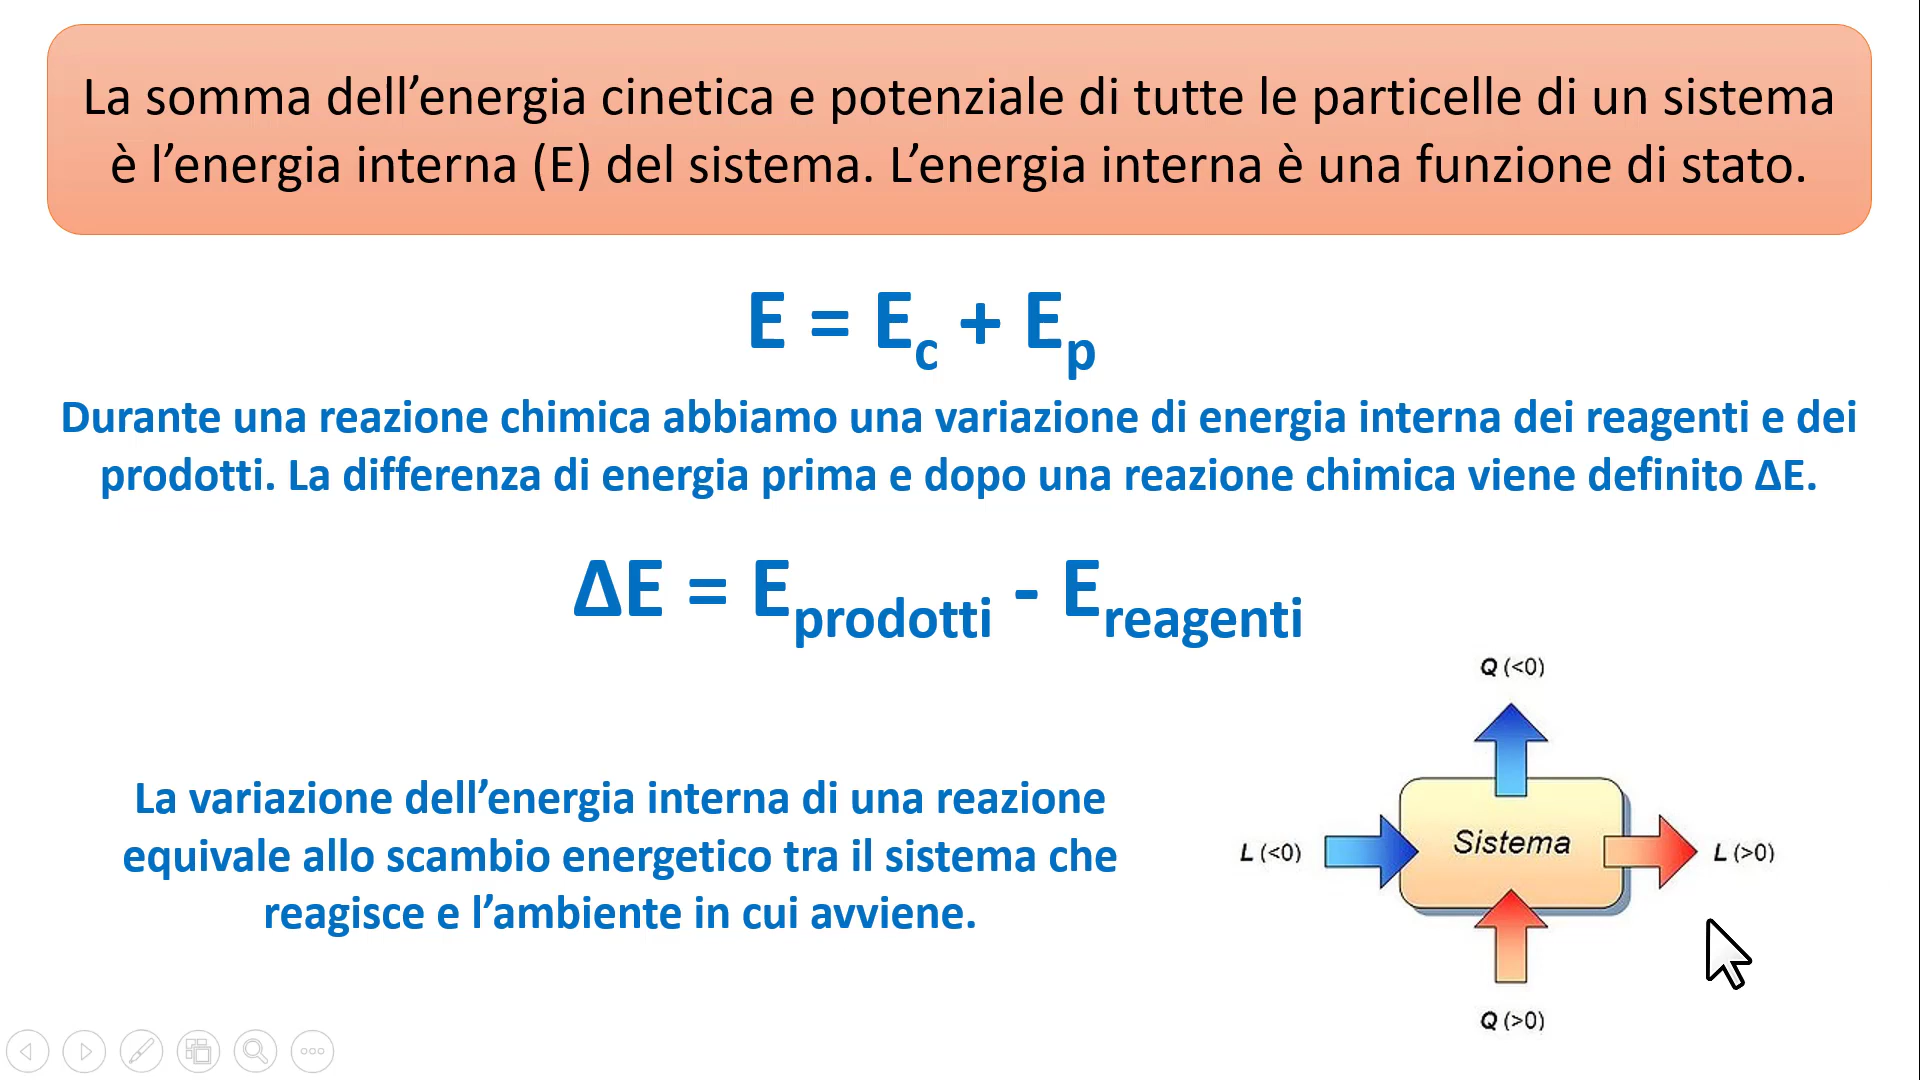 La somma dell’energia cinetica e potenziale di tutte le particelle di un sistema
è l’energia interna (E) del sistema. L’energia interna è una funzione di stato.
E = Ec + Ep
Durante una reazione chimica abbiamo una variazione di energia interna dei reagenti e dei
prodotti. La differenza di energia prima e dopo una reazione chimica viene definito ΔE.
ΔE = Eprodotti - Ereagenti
La variazione dell’energia interna di una reazione
equivale allo scambio energetico tra il sistema che
reagisce e l’ambiente in cui avviene.
Q (<0)
L (<0)
Sistema
L (>0)
Q (>0)